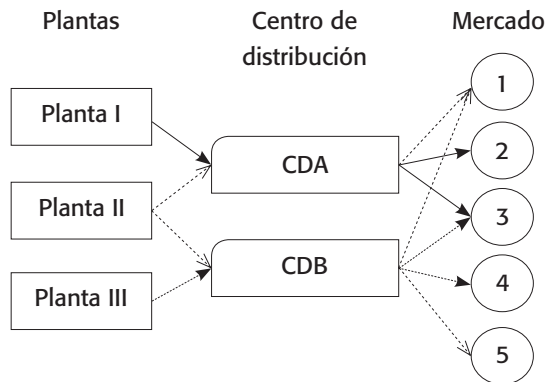 Plantas
Centro de
distribución
Mercado
Planta I
Planta II
Planta III
CDA
CDB
1
2
3
4
5